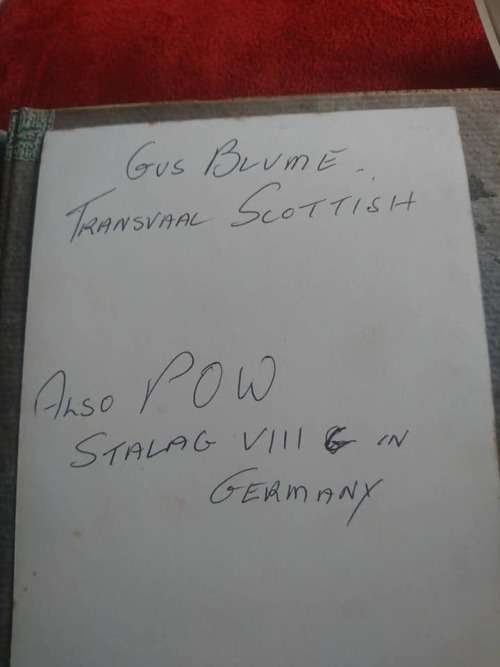 Gus Blume.
Transvaal Scottish
Also POW
Stalag VIII G in
Germany